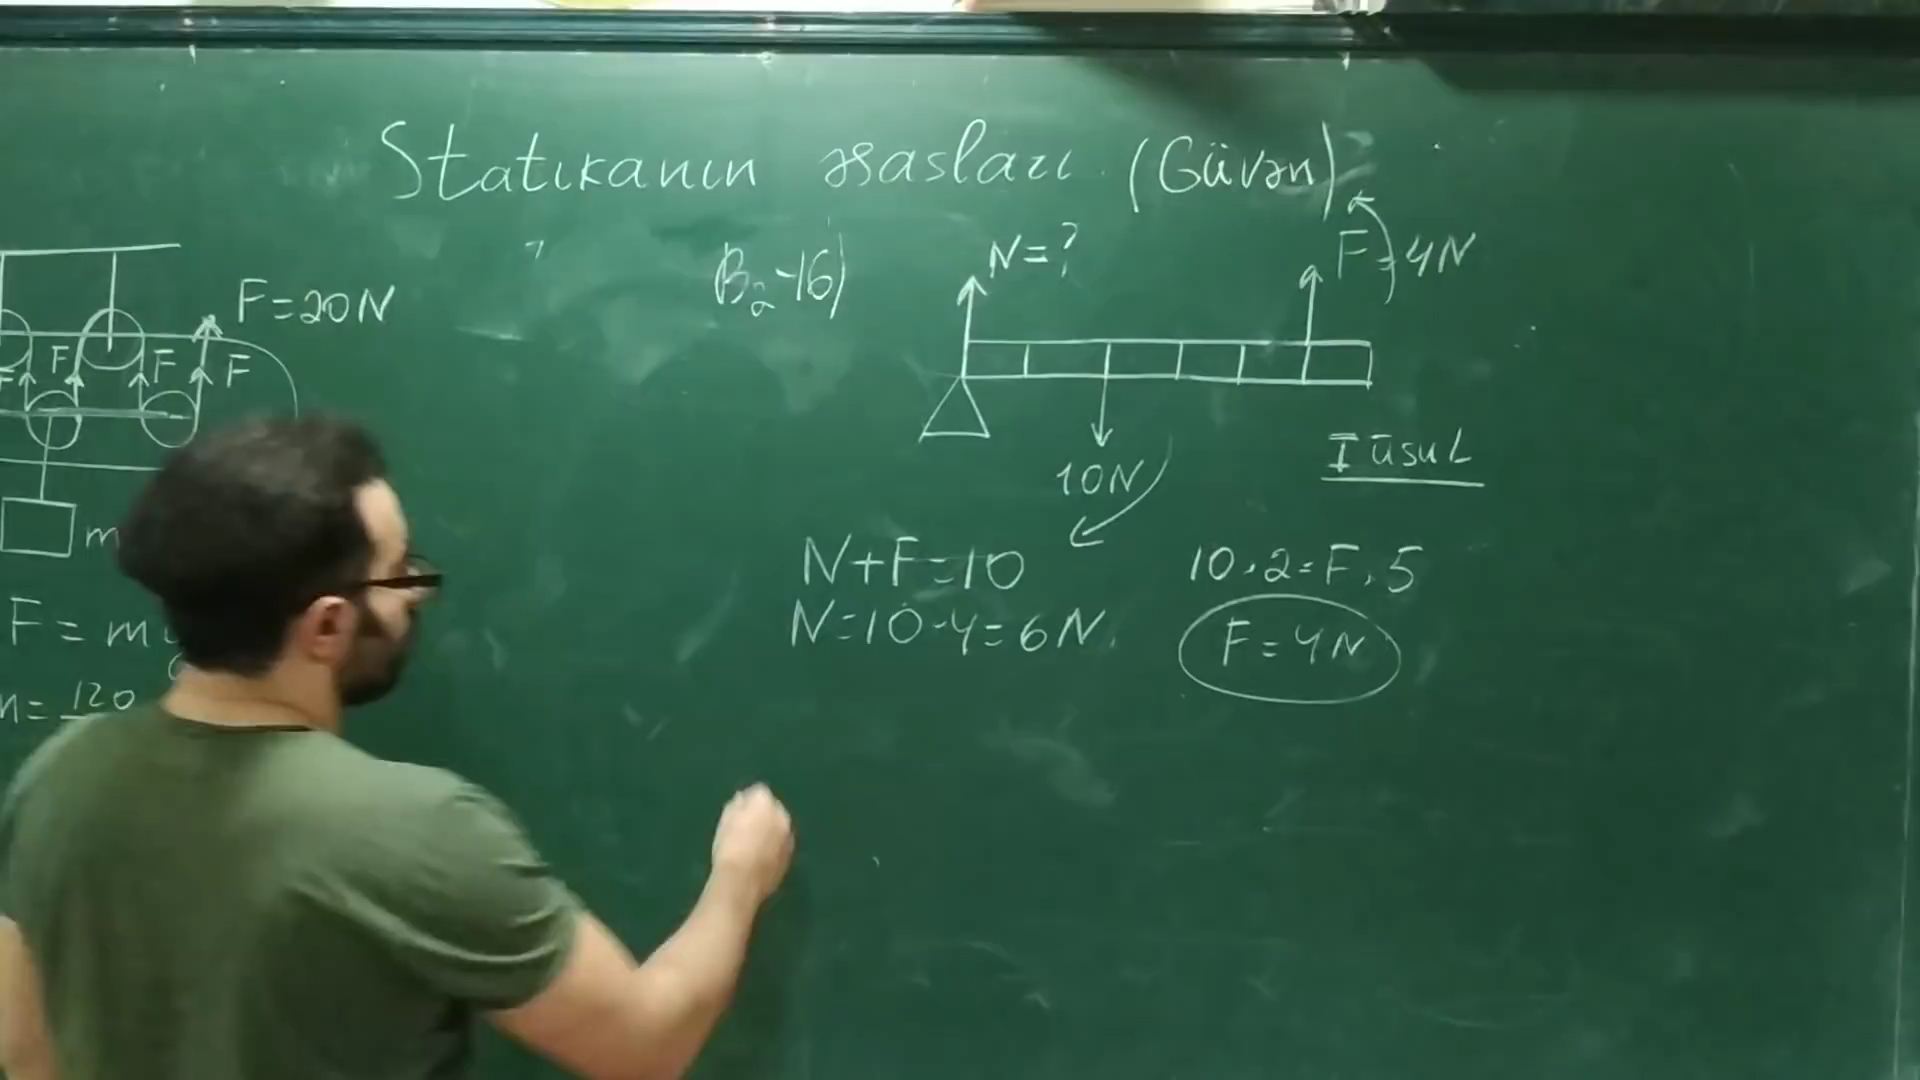 Statikanın əsasları. (Güvən)
F=20N
F
F
F
F
m
F = m
m = 120
B₂-16)
N=?
F=4N
10N
I üsul
N+F=10
N=10-4=6N.
10·2=F·5
F=4N